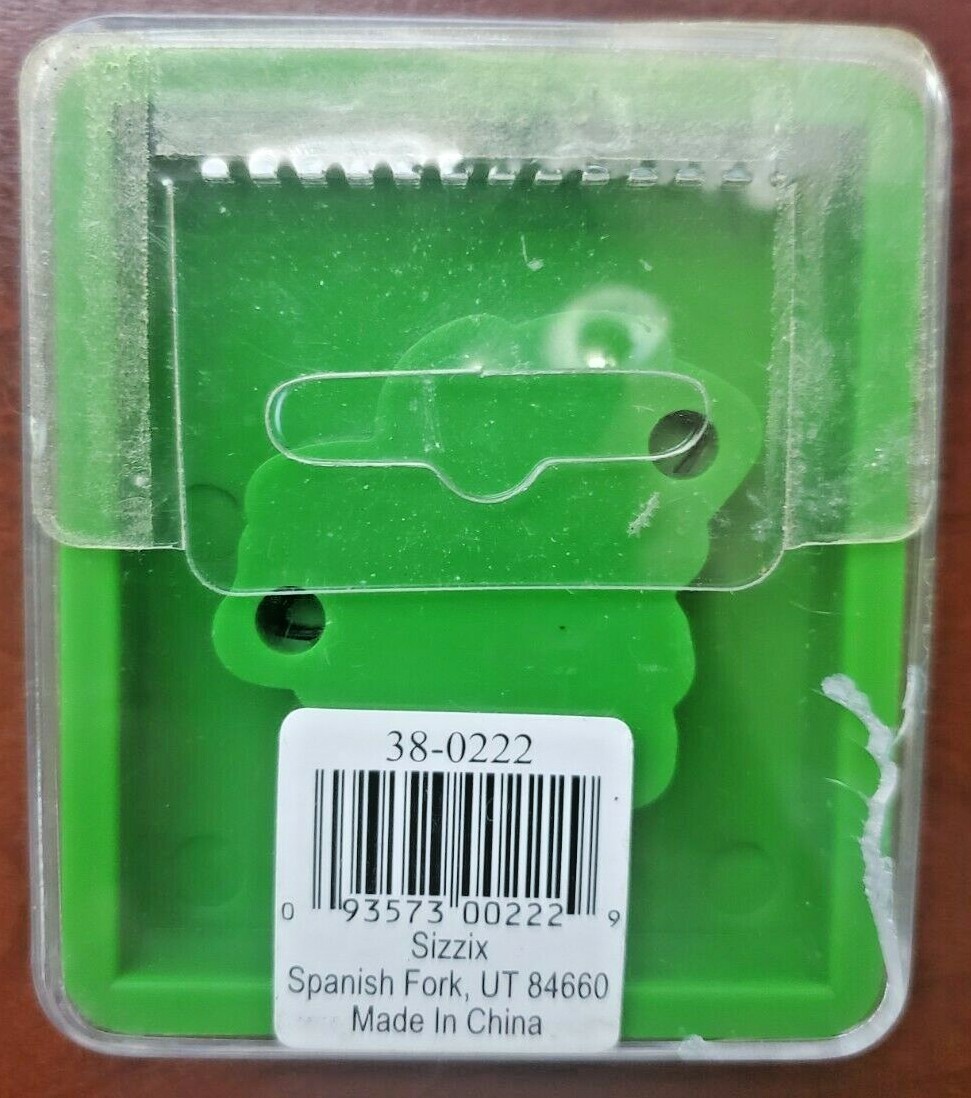 38-0222
0 93573 00222 9
Sizzix
Spanish Fork, UT 84660
Made In China